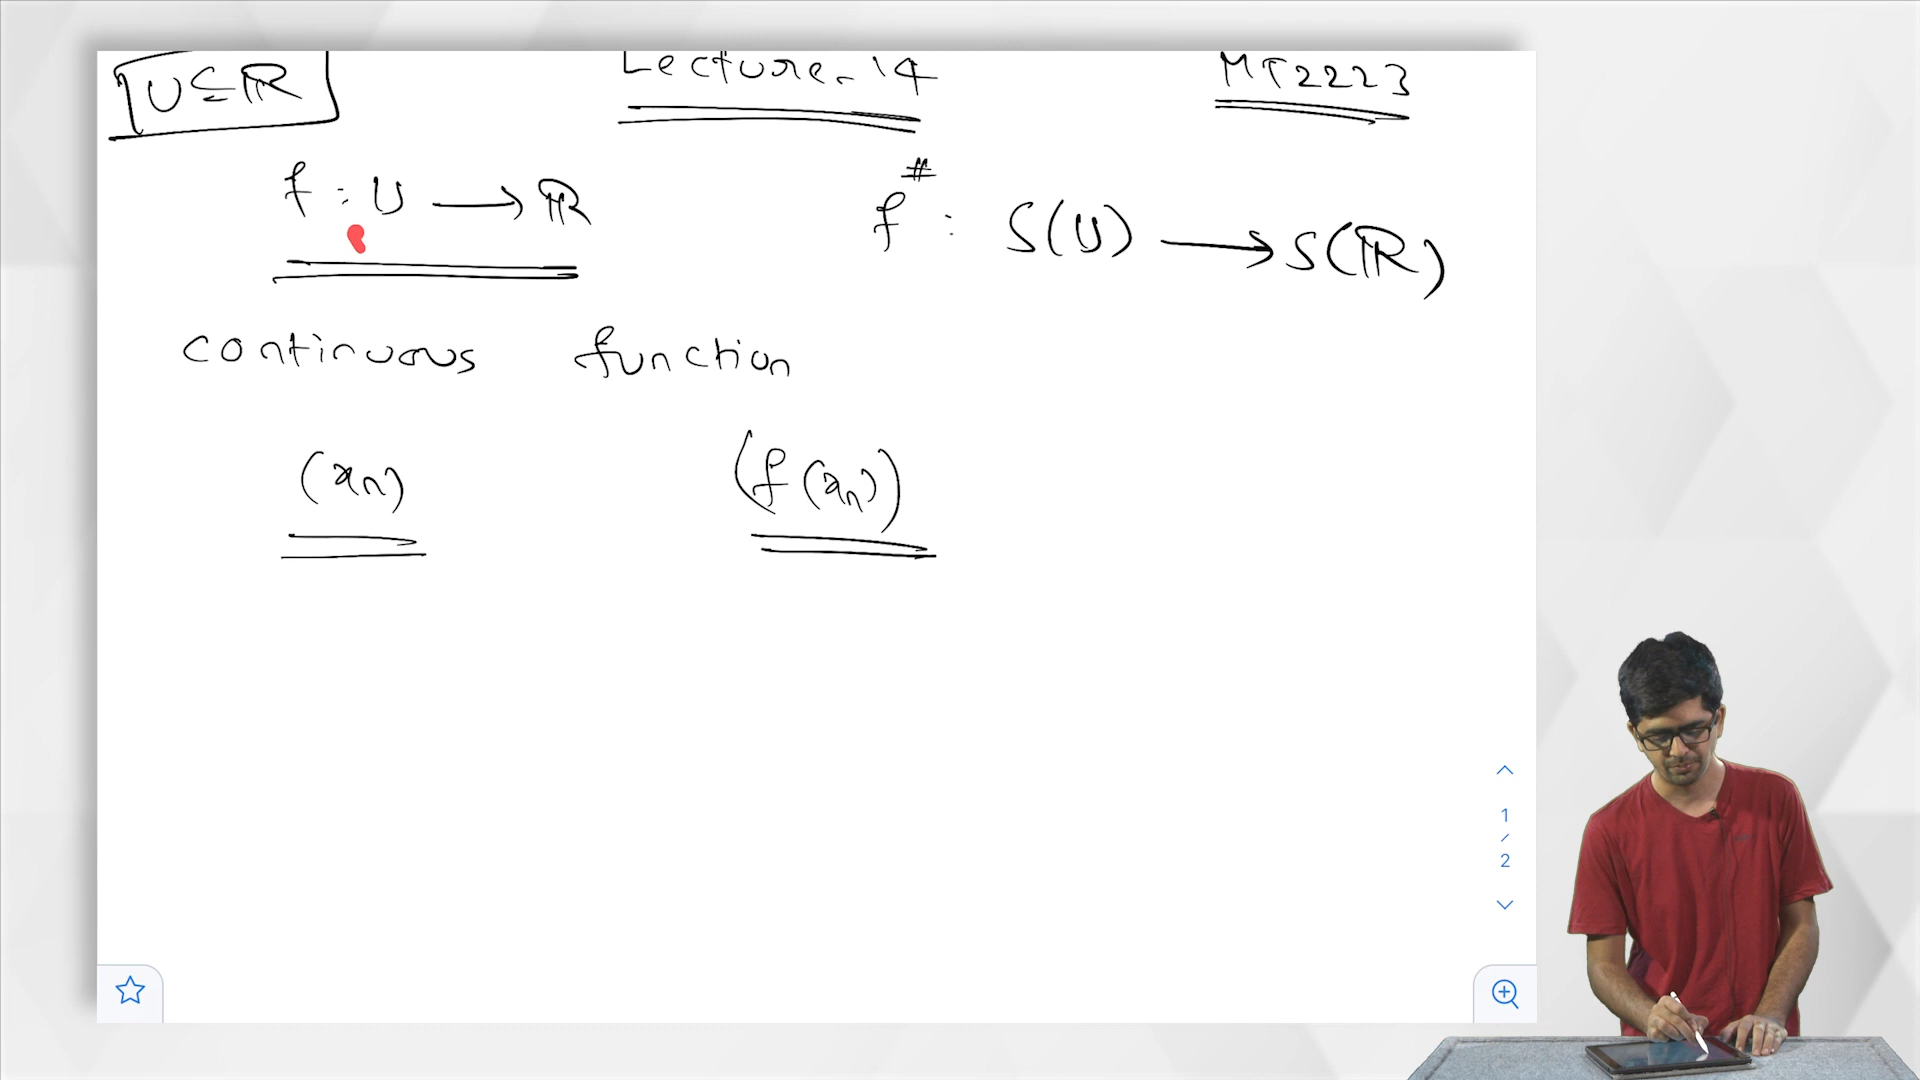 U ⊆ ℝ Lecture-14 MT2223
f : U → ℝ f^# : S(U) → S(ℝ)
continuous function
(xₙ) (f(xₙ))
1
/
2